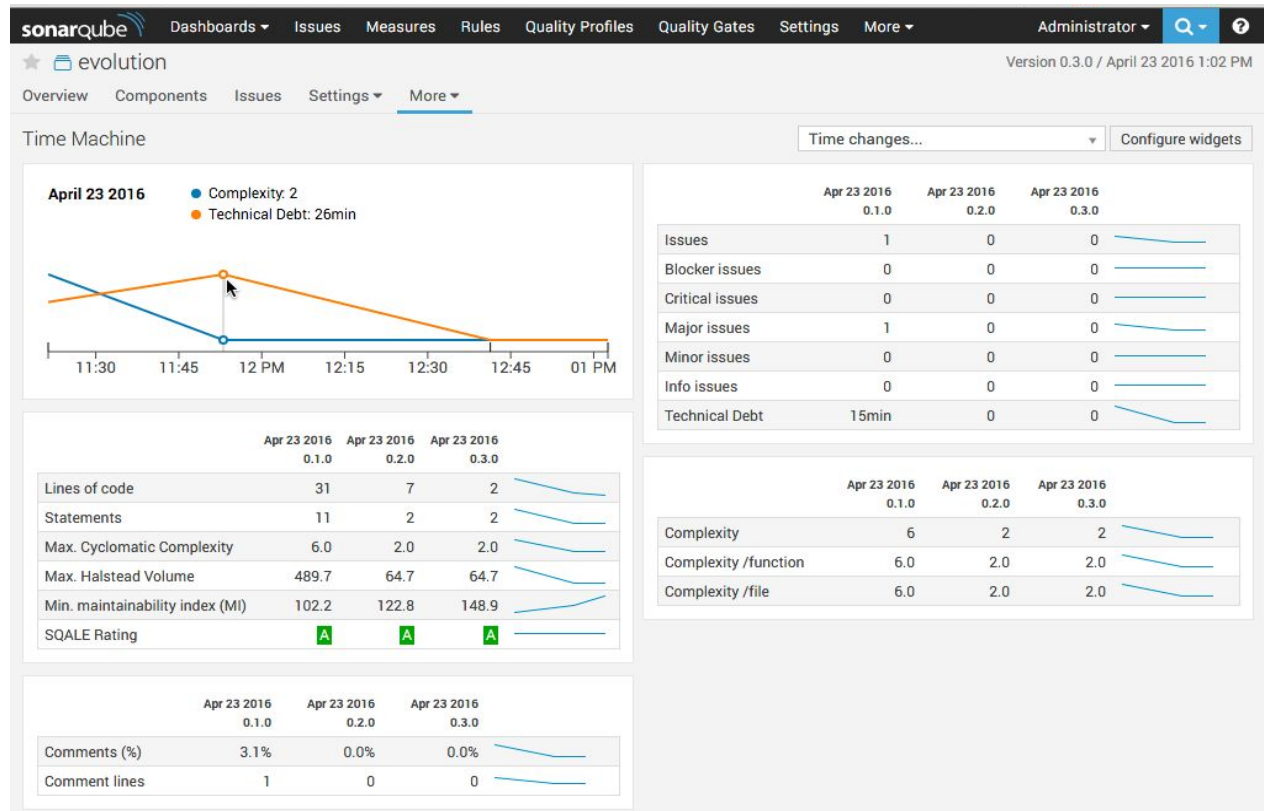 sonarqube Dashboards Issues Measures Rules Quality Profiles Quality Gates Settings More Administrator ?
evolution Version 0.3.0 / April 23 2016 1:02 PM
Overview Components Issues Settings More
Time Machine Time changes... Configure widgets
April 23 2016 Complexity: 2
Technical Debt: 26min
11:30 11:45 12 PM 12:15 12:30 12:45 01 PM
Apr 23 2016 Apr 23 2016 Apr 23 2016
0.1.0 0.2.0 0.3.0
Lines of code 31 7 2
Statements 11 2 2
Max. Cyclomatic Complexity 6.0 2.0 2.0
Max. Halstead Volume 489.7 64.7 64.7
Min. maintainability index (MI) 102.2 122.8 148.9
SQALE Rating A A A
Apr 23 2016 Apr 23 2016 Apr 23 2016
0.1.0 0.2.0 0.3.0
Comments (%) 3.1% 0.0% 0.0%
Comment lines 1 0 0
Apr 23 2016 Apr 23 2016 Apr 23 2016
0.1.0 0.2.0 0.3.0
Issues 1 0 0
Blocker issues 0 0 0
Critical issues 0 0 0
Major issues 1 0 0
Minor issues 0 0 0
Info issues 0 0 0
Technical Debt 15min 0 0
Apr 23 2016 Apr 23 2016 Apr 23 2016
0.1.0 0.2.0 0.3.0
Complexity 6 2 2
Complexity /function 6.0 2.0 2.0
Complexity /file 6.0 2.0 2.0